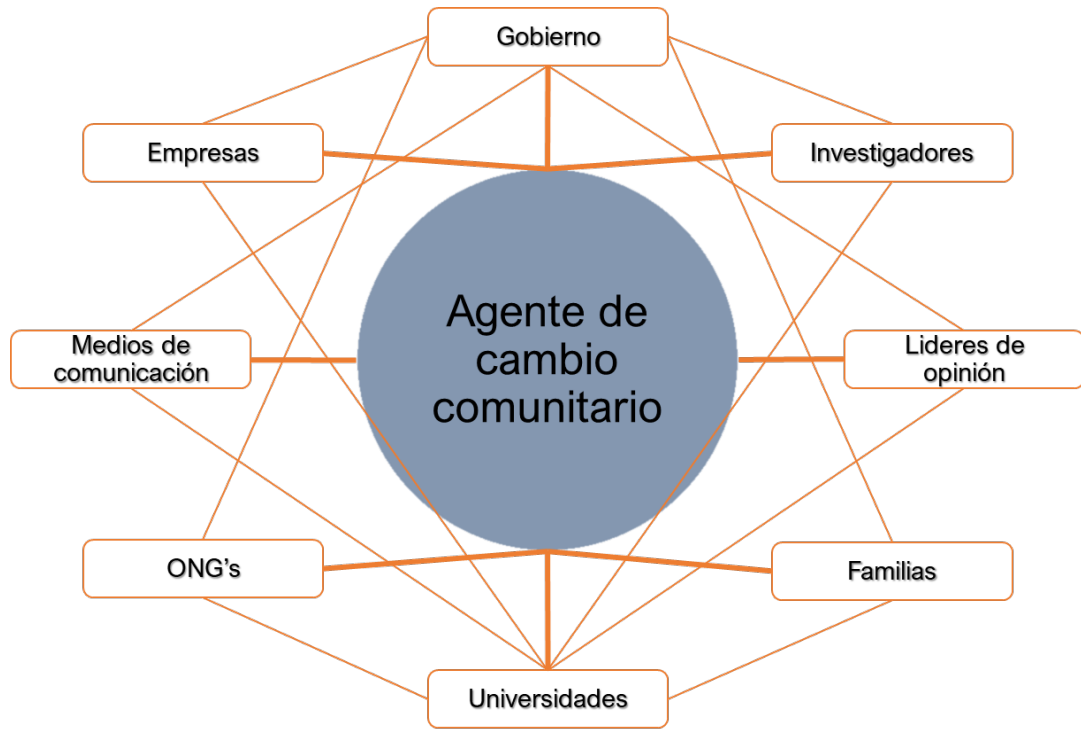 Gobierno
Empresas
Investigadores
Agente de
cambio
comunitario
Medios de
comunicación
Lideres de
opinión
ONG's
Familias
Universidades